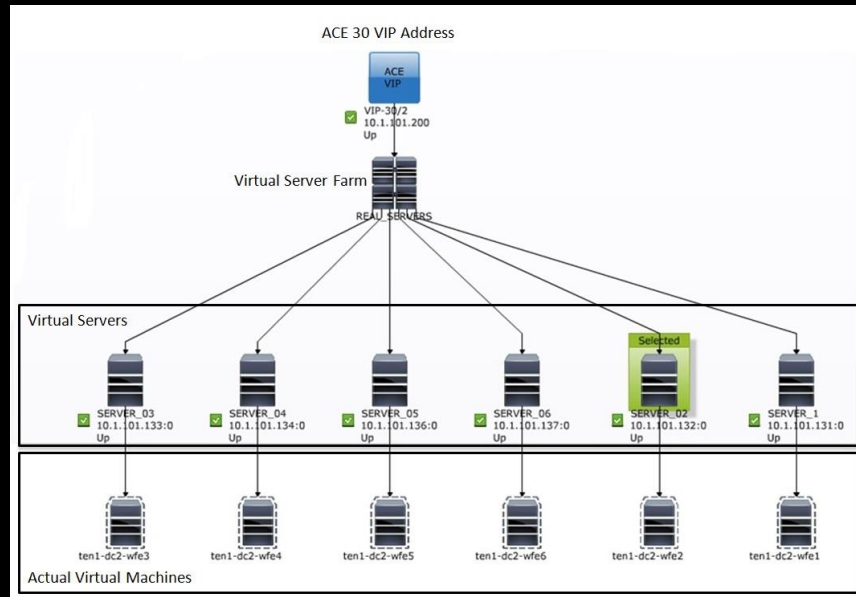 ACE 30 VIP Address
ACE
VIP
VIP-30/2
10.1.101.200
Up
Virtual Server Farm
REAL_SERVERS
Virtual Servers
Selected
SERVER_03
10.1.101.133:0
Up
SERVER_04
10.1.101.134:0
Up
SERVER_05
10.1.101.136:0
Up
SERVER_06
10.1.101.137:0
Up
SERVER_02
10.1.101.132:0
Up
SERVER_1
10.1.101.131:0
Up
ten1-dc2-wfe3
ten1-dc2-wfe4
ten1-dc2-wfe5
ten1-dc2-wfe6
ten1-dc2-wfe2
ten1-dc2-wfe1
Actual Virtual Machines